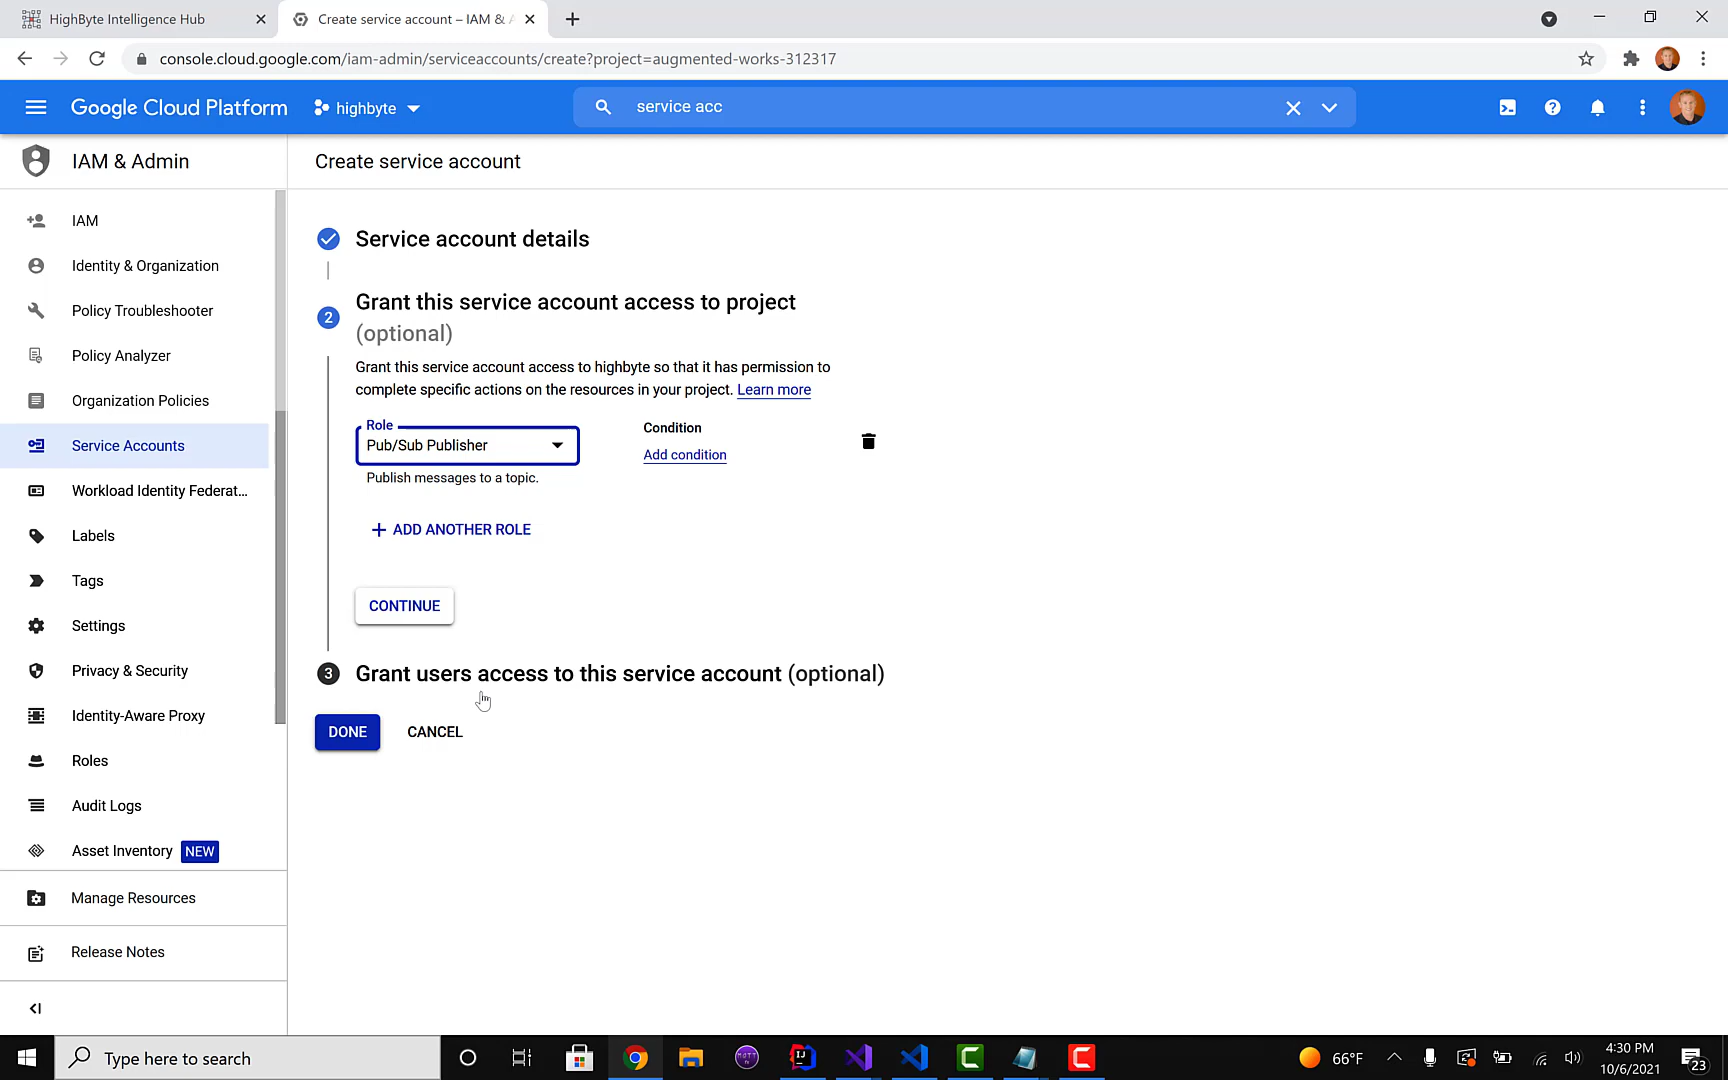 HighByte Intelligence Hub
Create service account – IAM & A
console.cloud.google.com/iam-admin/serviceaccounts/create?project=augmented-works-312317
Google Cloud Platform
highbyte
service acc
IAM & Admin
Create service account
IAM
Identity & Organization
Policy Troubleshooter
Policy Analyzer
Organization Policies
Service Accounts
Workload Identity Federat...
Labels
Tags
Settings
Privacy & Security
Identity-Aware Proxy
Roles
Audit Logs
Asset Inventory NEW
Manage Resources
Release Notes
Service account details
2
Grant this service account access to project
(optional)
Grant this service account access to highbyte so that it has permission to
complete specific actions on the resources in your project. Learn more
Role
Pub/Sub Publisher
Publish messages to a topic.
Condition
Add condition
ADD ANOTHER ROLE
CONTINUE
3
Grant users access to this service account (optional)
DONE
CANCEL
Type here to search
66°F
4:30 PM
10/6/2021
23